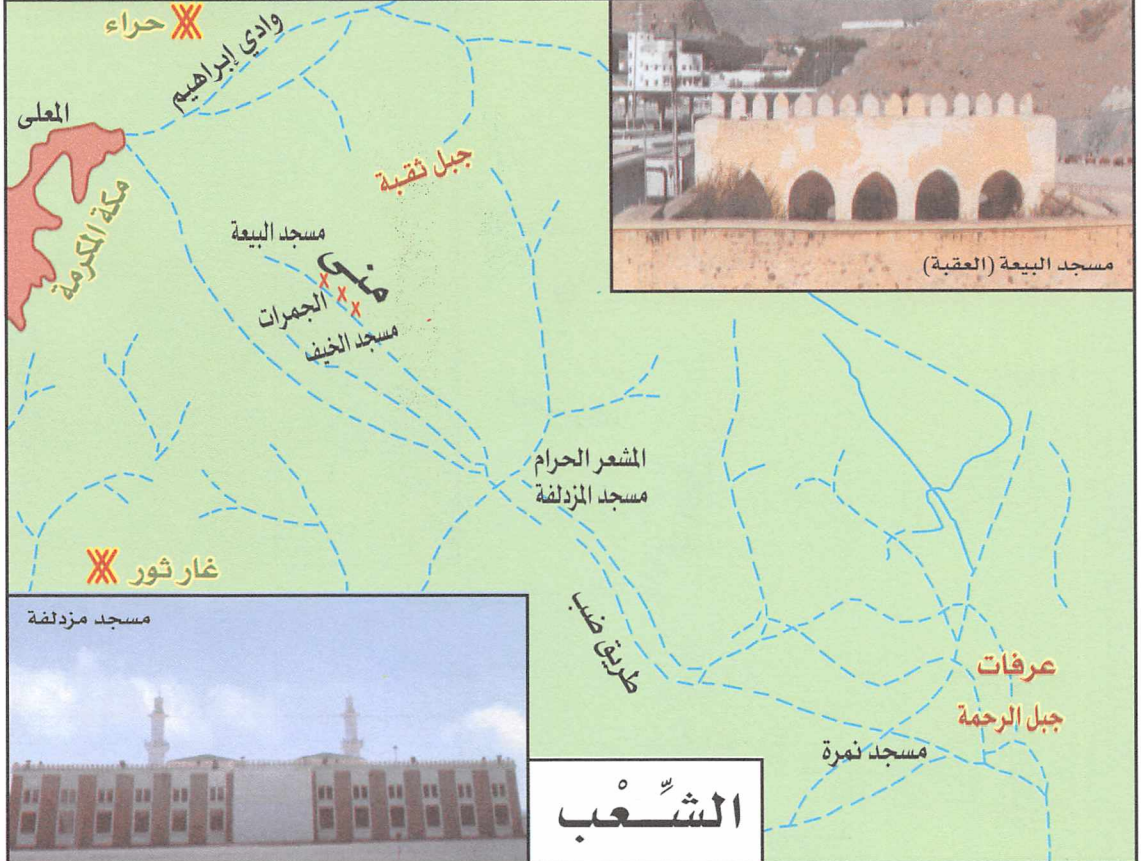 حراء
وادي إبراهيم
المعلى
مكة المكرمة
جبل ثقبة
مسجد البيعة
منى
الجمرات
مسجد الخيف
مسجد البيعة (العقبة)
المشعر الحرام
مسجد المزدلفة
غار ثور
طريق ضب
عرفات
جبل الرحمة
مسجد نمرة
مسجد مزدلفة
الشِّعْب